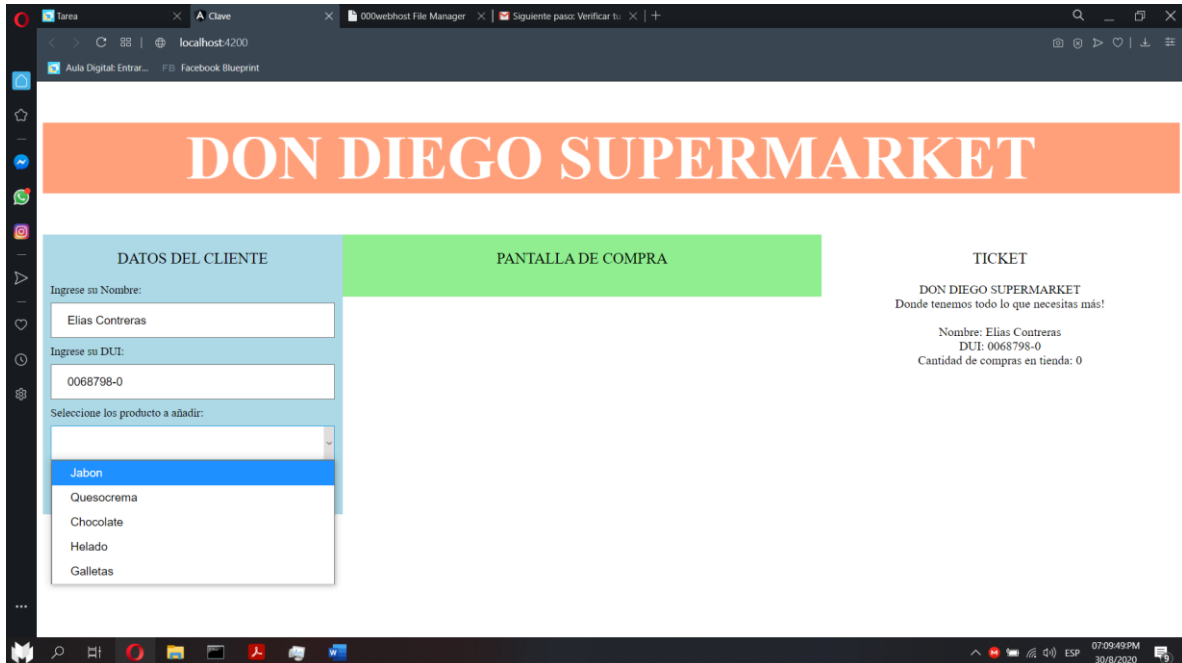 Tarea
Clave
000webhost File Manager
Siguiente paso: Verificar tu
localhost:4200
Aula Digital: Entrar...
FB Facebook Blueprint
DON DIEGO SUPERMARKET
DATOS DEL CLIENTE
Ingrese su Nombre:
Elias Contreras
Ingrese su DUI:
0068798-0
Seleccione los producto a añadir:
Jabon
Quesocrema
Chocolate
Helado
Galletas
PANTALLA DE COMPRA
TICKET
DON DIEGO SUPERMARKET
Donde tenemos todo lo que necesitas más!
Nombre: Elias Contreras
DUI: 0068798-0
Cantidad de compras en tienda: 0
ESP
07:09:49PM
30/8/2020